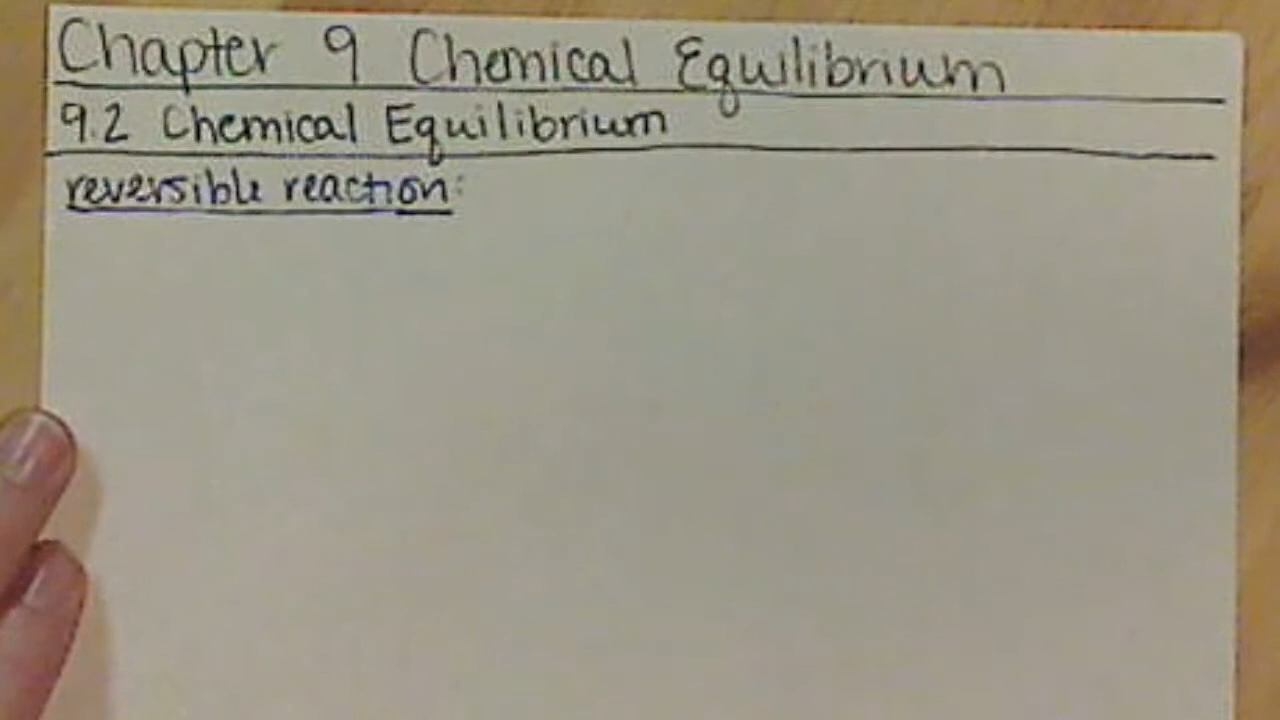 Chapter 9 Chemical Equilibrium
9.2 Chemical Equilibrium
reversible reaction: